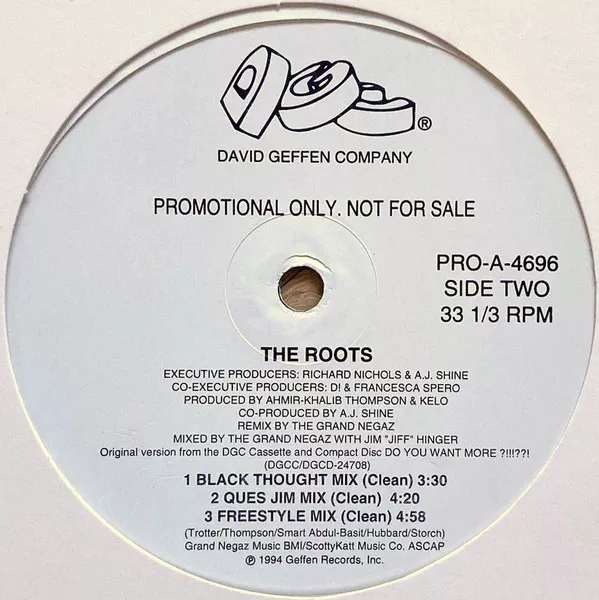 DGC®
DAVID GEFFEN COMPANY
PROMOTIONAL ONLY. NOT FOR SALE
PRO-A-4696
SIDE TWO
33 1/3 RPM
THE ROOTS
EXECUTIVE PRODUCERS: RICHARD NICHOLS & A.J. SHINE
CO-EXECUTIVE PRODUCERS: D! & FRANCESCA SPERO
PRODUCED BY AHMIR-KHALIB THOMPSON & KELO
CO-PRODUCED BY A.J. SHINE
REMIX BY THE GRAND NEGAZ
MIXED BY THE GRAND NEGAZ WITH JIM "JIFF" HINGER
Original version from the DGC Cassette and Compact Disc DO YOU WANT MORE ?!!!??!
(DGCC/DGCD-24708)
1 BLACK THOUGHT MIX (Clean) 3:30
2 QUES JIM MIX (Clean) 4:20
3 FREESTYLE MIX (Clean) 4:58
(Trotter/Thompson/Smart Abdul-Basit/Hubbard/Storch)
Grand Negaz Music BMI/ScottyKatt Music Co. ASCAP
℗ 1994 Geffen Records, Inc.